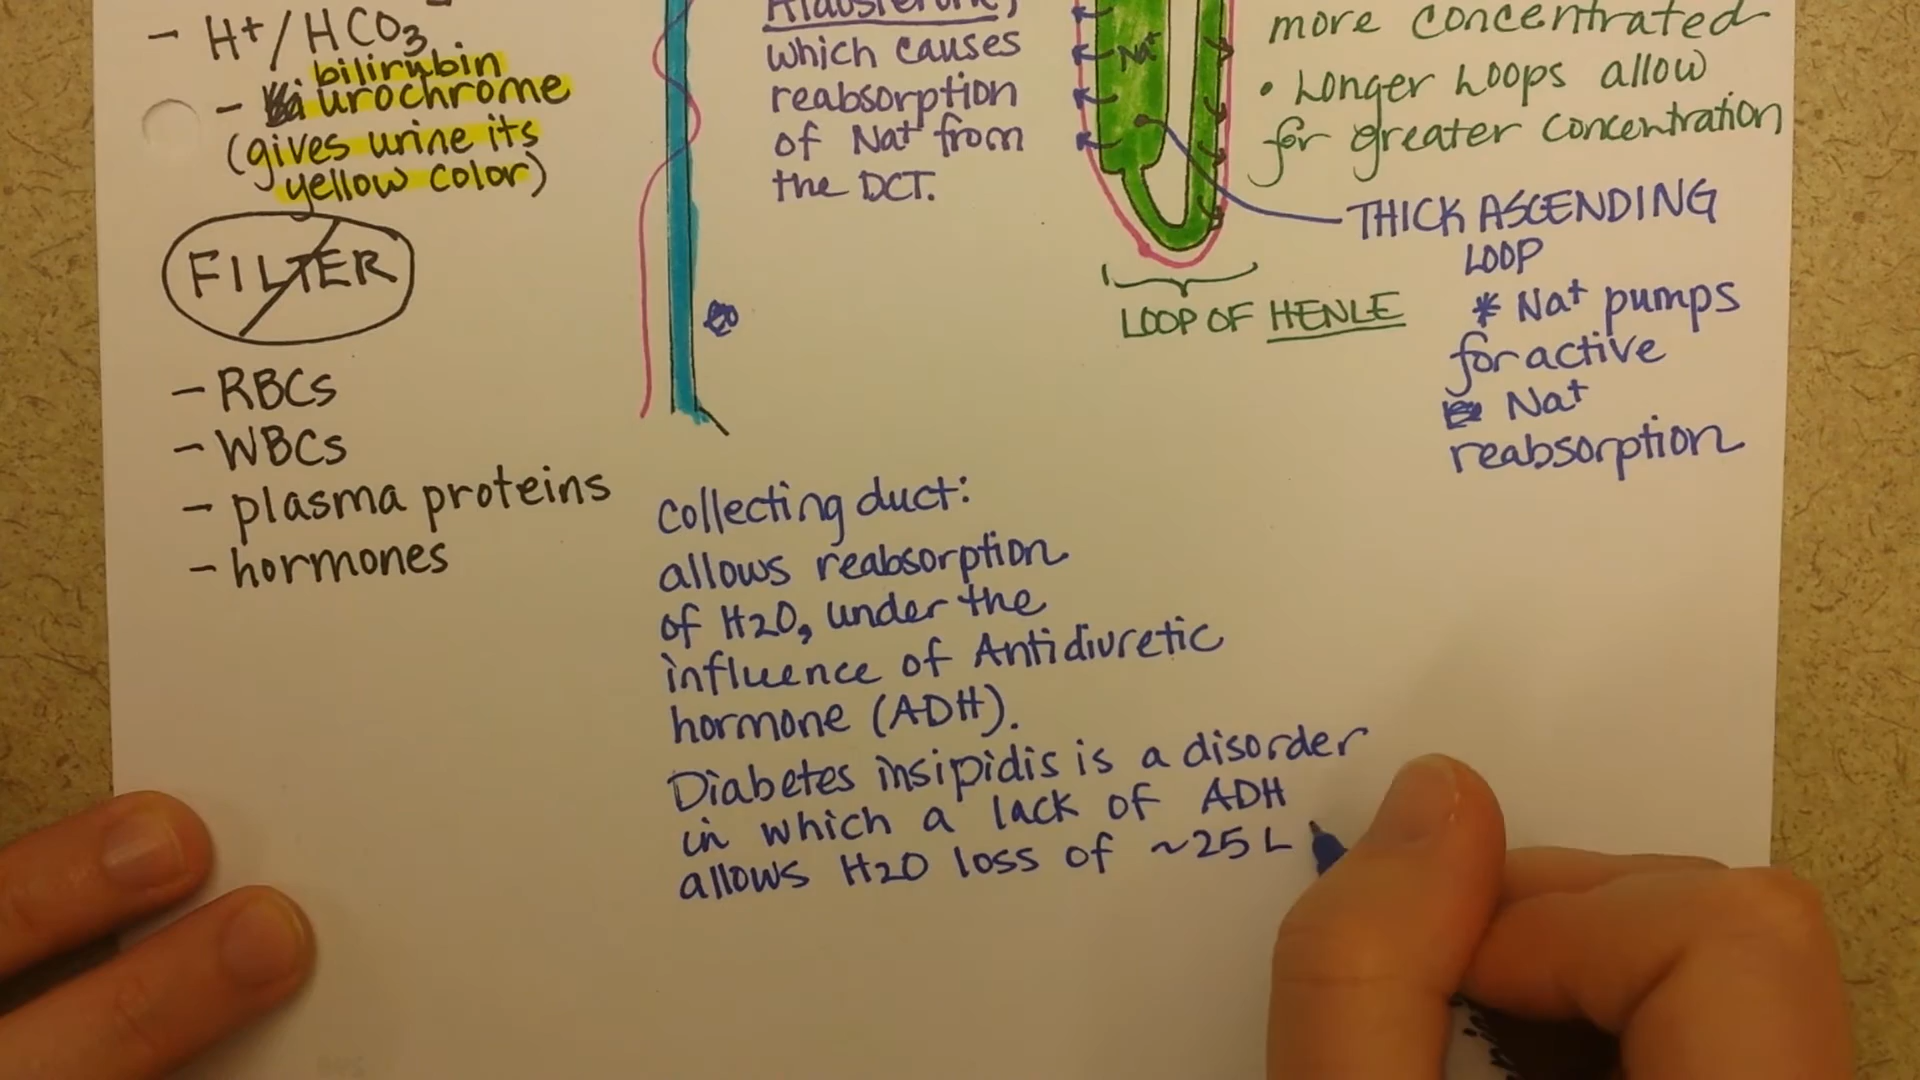 - H+/HCO3-
bilirubin
- urochrome
(gives urine its
yellow color)
FILTER
- RBCs
- WBCs
- plasma proteins
- hormones
Aldosterone,
which causes
reabsorption
of Na+ from
the DCT.
Na+
more concentrated
• Longer Loops allow
for greater concentration
THICK ASCENDING
LOOP
* Na+ pumps
for active
Na+
reabsorption
LOOP OF HENLE
Collecting duct:
allows reabsorption
of H2O, under the
influence of Antidiuretic
hormone (ADH).
Diabetes insipidis is a disorder
in which a lack of ADH
allows H2O loss of ~25 L